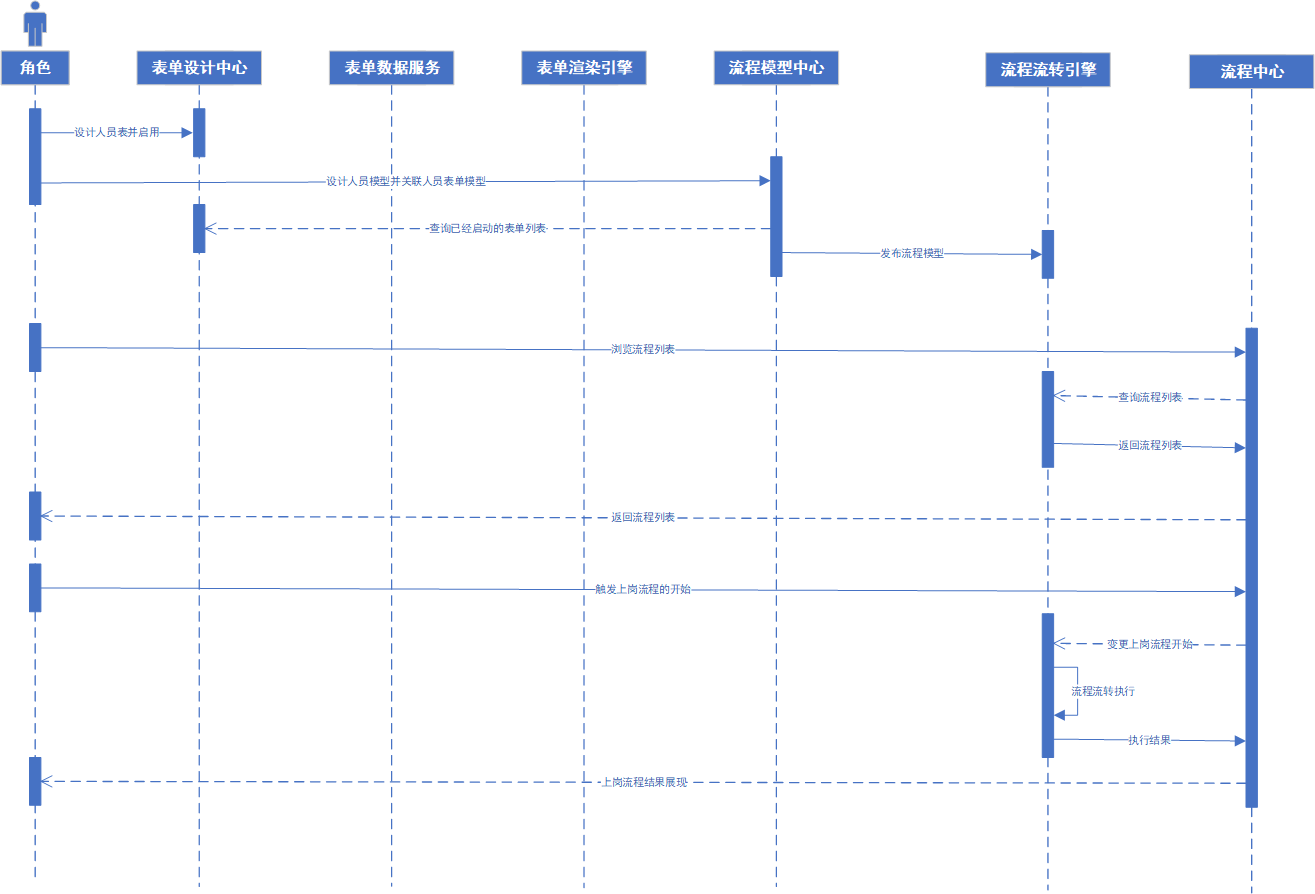 角色
表单设计中心
表单数据服务
表单渲染引擎
流程模型中心
流程流转引擎
流程中心
设计人员表并启用
设计人员模型并关联人员表单模型
查询已经启动的表单列表
发布流程模型
浏览流程列表
查询流程列表
返回流程列表
返回流程列表
触发上岗流程的开始
变更上岗流程开始
流程流转执行
执行结果
上岗流程结果展现